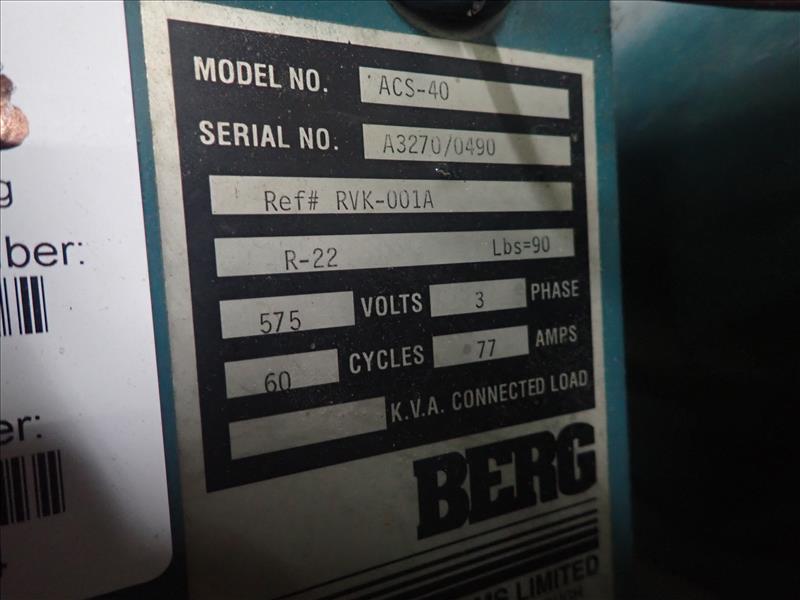 MODEL NO. ACS-40
SERIAL NO. A3270/0490
Ref# RVK-001A
R-22 Lbs=90
575 VOLTS 3 PHASE
60 CYCLES 77 AMPS
K.V.A. CONNECTED LOAD
BERG
LIMITED
g
ber:
er: